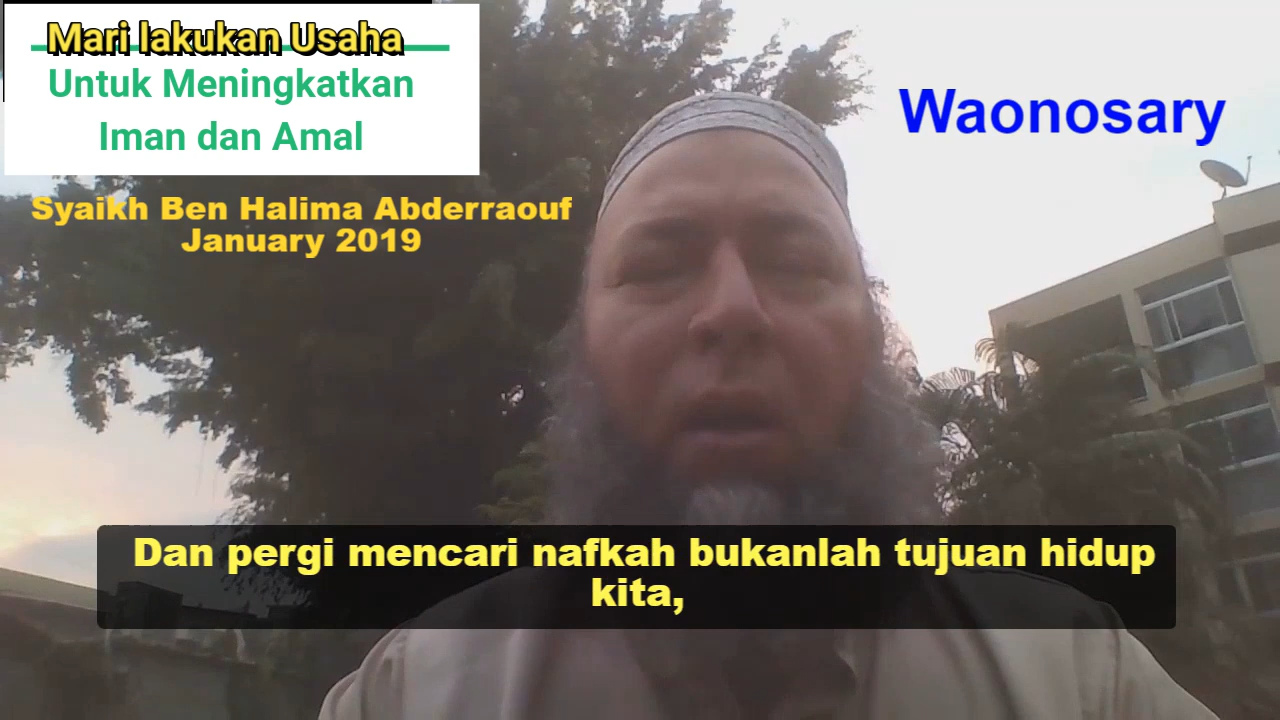 Mari lakukan Usaha
Untuk Meningkatkan
Iman dan Amal
Waonosary
Syaikh Ben Halima Abderraouf
January 2019
Dan pergi mencari nafkah bukanlah tujuan hidup
kita,